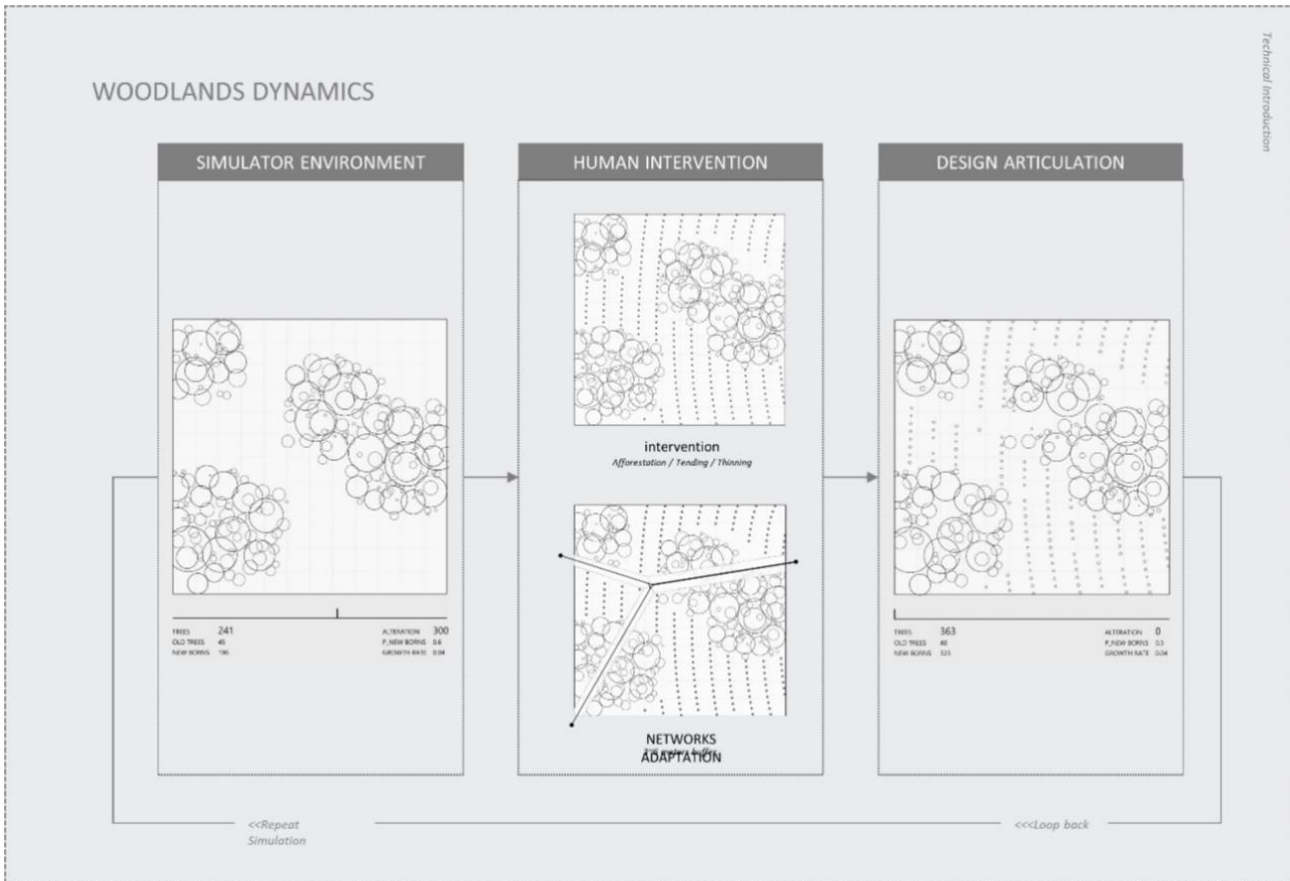 Technical Introduction
WOODLANDS DYNAMICS
SIMULATOR ENVIRONMENT
HUMAN INTERVENTION
DESIGN ARTICULATION
intervention
Afforestation / Tending / Thinning
TREES 241
OLD TREES 45
NEW BORNS 196
ALTERATION 300
P_NEW BORNS 0.6
GROWTH RATE 0.04
TREES 363
OLD TREES 40
NEW BORNS 323
ALTERATION 0
P_NEW BORNS 0.5
GROWTH RATE 0.04
NETWORKS
meters buffer
ADAPTATION
<<Repeat
Simulation
<<<Loop back